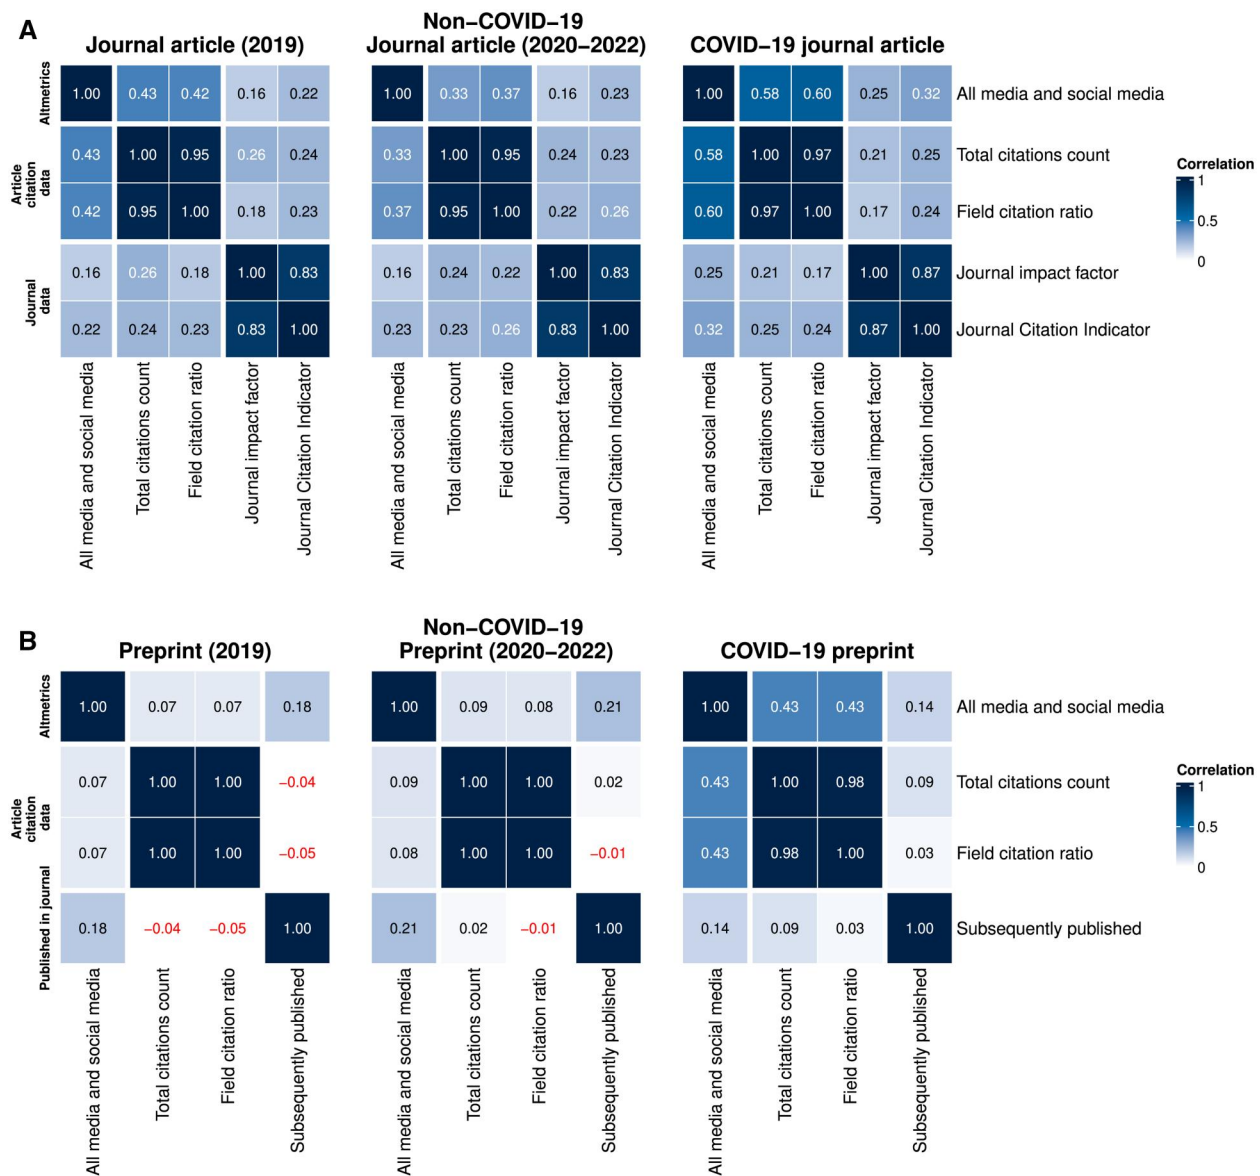 A
Journal article (2019)
Non−COVID−19
Journal article (2020−2022)
COVID−19 journal article
Altmetrics
1.00 0.43 0.42 0.16 0.22
1.00 0.33 0.37 0.16 0.23
1.00 0.58 0.60 0.25 0.32
All media and social media
Article
citation
data
0.43 1.00 0.95 0.26 0.24
0.33 1.00 0.95 0.24 0.23
0.58 1.00 0.97 0.21 0.25
Total citations count
0.42 0.95 1.00 0.18 0.23
0.37 0.95 1.00 0.22 0.26
0.60 0.97 1.00 0.17 0.24
Field citation ratio
Journal
data
0.16 0.26 0.18 1.00 0.83
0.16 0.24 0.22 1.00 0.83
0.25 0.21 0.17 1.00 0.87
Journal impact factor
0.22 0.24 0.23 0.83 1.00
0.23 0.23 0.26 0.83 1.00
0.32 0.25 0.24 0.87 1.00
Journal Citation Indicator
Correlation
1
0.5
0
All media and social media
Total citations count
Field citation ratio
Journal impact factor
Journal Citation Indicator
All media and social media
Total citations count
Field citation ratio
Journal impact factor
Journal Citation Indicator
All media and social media
Total citations count
Field citation ratio
Journal impact factor
Journal Citation Indicator
B
Preprint (2019)
Non−COVID−19
Preprint (2020−2022)
COVID−19 preprint
Altmetrics
1.00 0.07 0.07 0.18
1.00 0.09 0.08 0.21
1.00 0.43 0.43 0.14
All media and social media
Article
citation
data
0.07 1.00 1.00 −0.04
0.09 1.00 1.00 0.02
0.43 1.00 0.98 0.09
Total citations count
0.07 1.00 1.00 −0.05
0.08 1.00 1.00 −0.01
0.43 0.98 1.00 0.03
Field citation ratio
Published in journal
0.18 −0.04 −0.05 1.00
0.21 0.02 −0.01 1.00
0.14 0.09 0.03 1.00
Subsequently published
Correlation
1
0.5
0
All media and social media
Total citations count
Field citation ratio
Subsequently published
All media and social media
Total citations count
Field citation ratio
Subsequently published
All media and social media
Total citations count
Field citation ratio
Subsequently published